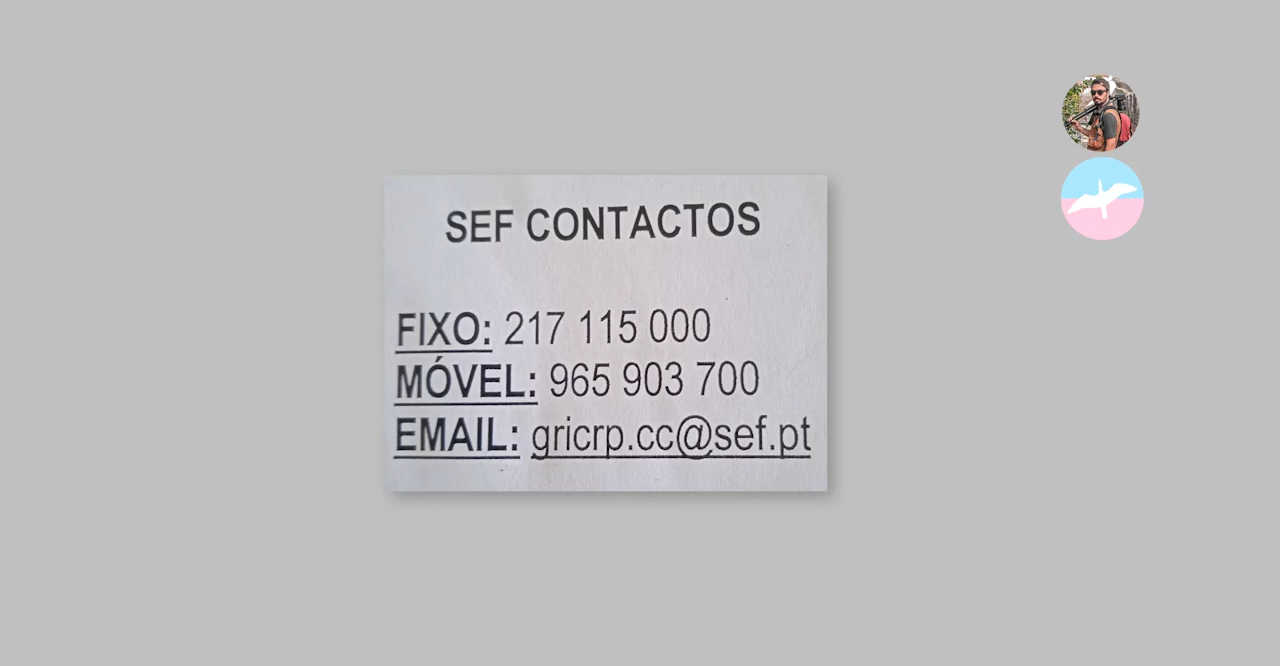 SEF CONTACTOS
FIXO: 217 115 000
MÓVEL: 965 903 700
EMAIL: gricrp.cc@sef.pt